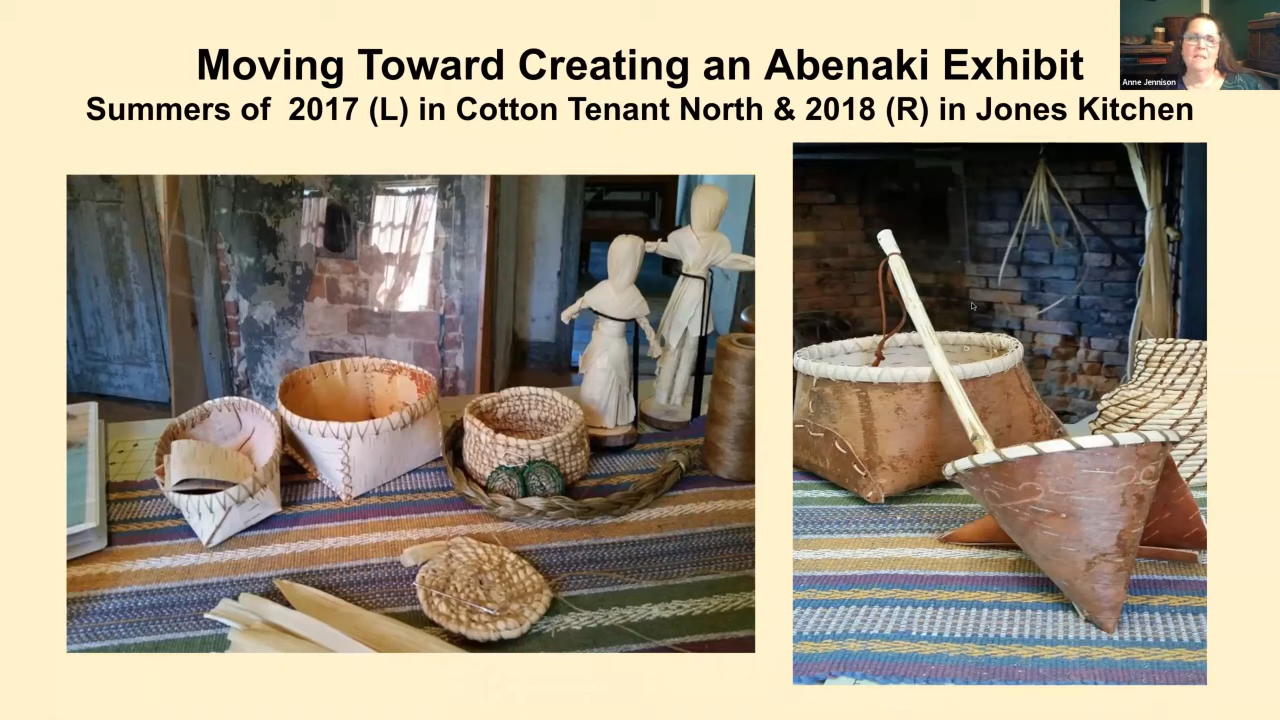 Moving Toward Creating an Abenaki Exhibit
Summers of  2017 (L) in Cotton Tenant North & 2018 (R) in Jones Kitchen
Anne Jennison